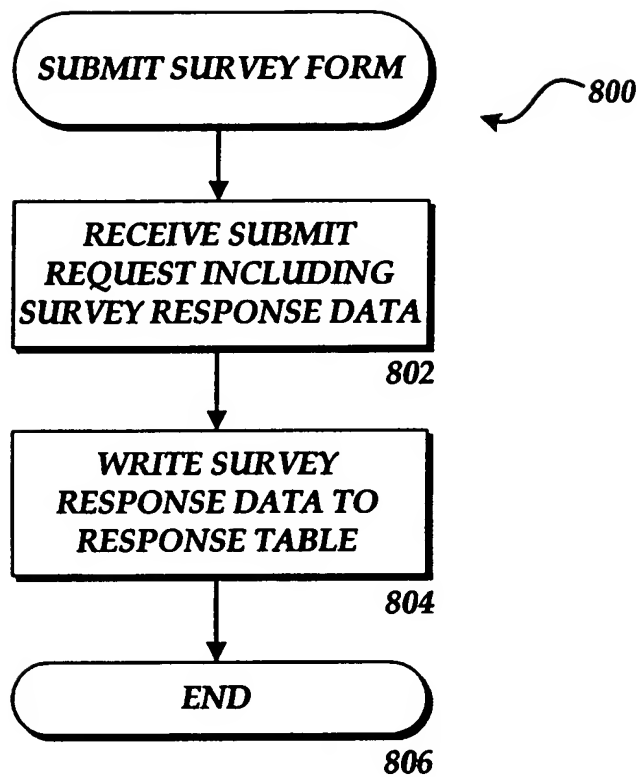 SUBMIT SURVEY FORM
800
RECEIVE SUBMIT
REQUEST INCLUDING
SURVEY RESPONSE DATA
802
WRITE SURVEY
RESPONSE DATA TO
RESPONSE TABLE
804
END
806